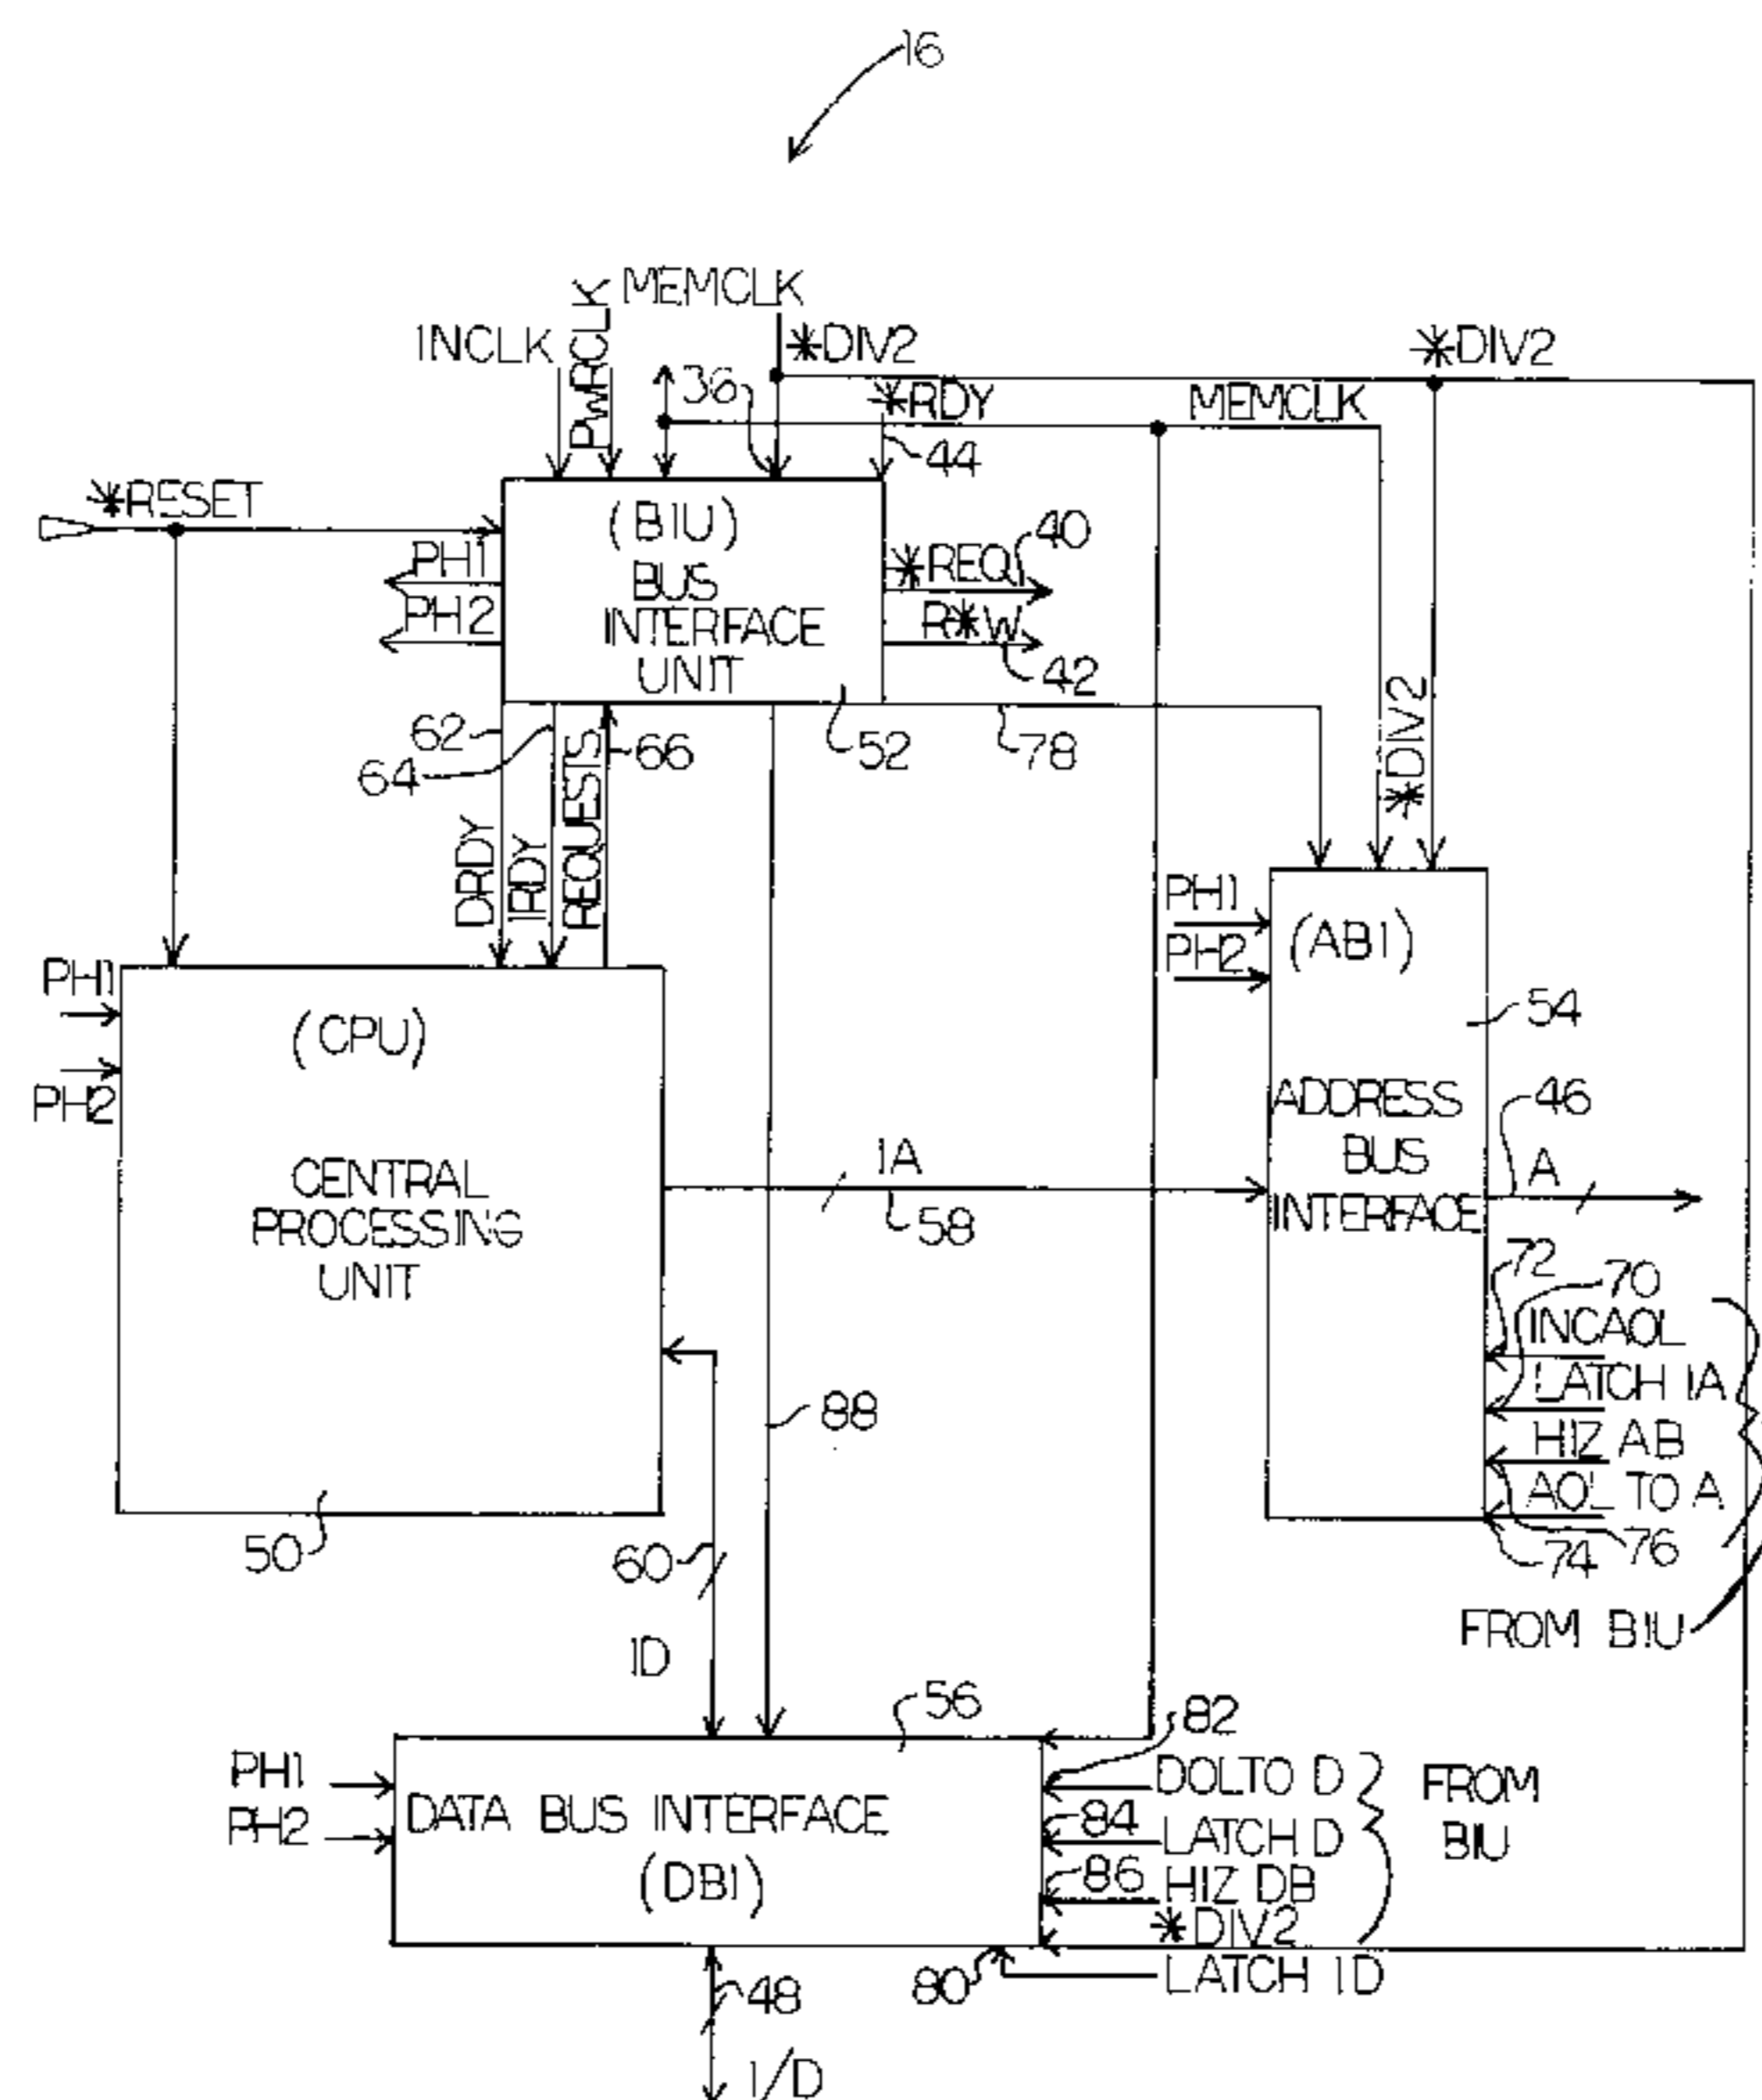 16
MEMCLK
INCLK
PWRCLK
*DIV2
*DIV2
36
*RDY
MEMCLK
44
*RESET
(BIU)
BUS
INTERFACE
UNIT
PH1
PH2
*REQ
40
R*W
42
62
64
66
52
78
*DIV2
DRDY
IRDY
REQUESTS
PH1
PH2
(ABI)
PH1
PH2
(CPU)
54
ADDRESS
BUS
INTERFACE
46
A
CENTRAL
PROCESSING
UNIT
IA
58
72
70
INCAOL
LATCH IA
HIZ AB
AOL TO A
88
50
60
74
76
FROM BIU
ID
56
82
PH1
PH2
DATA BUS INTERFACE
(DBI)
DOLTO D
84
LATCH D
86
HIZ DB
*DIV2
LATCH ID
FROM
BIU
80
48
I/D